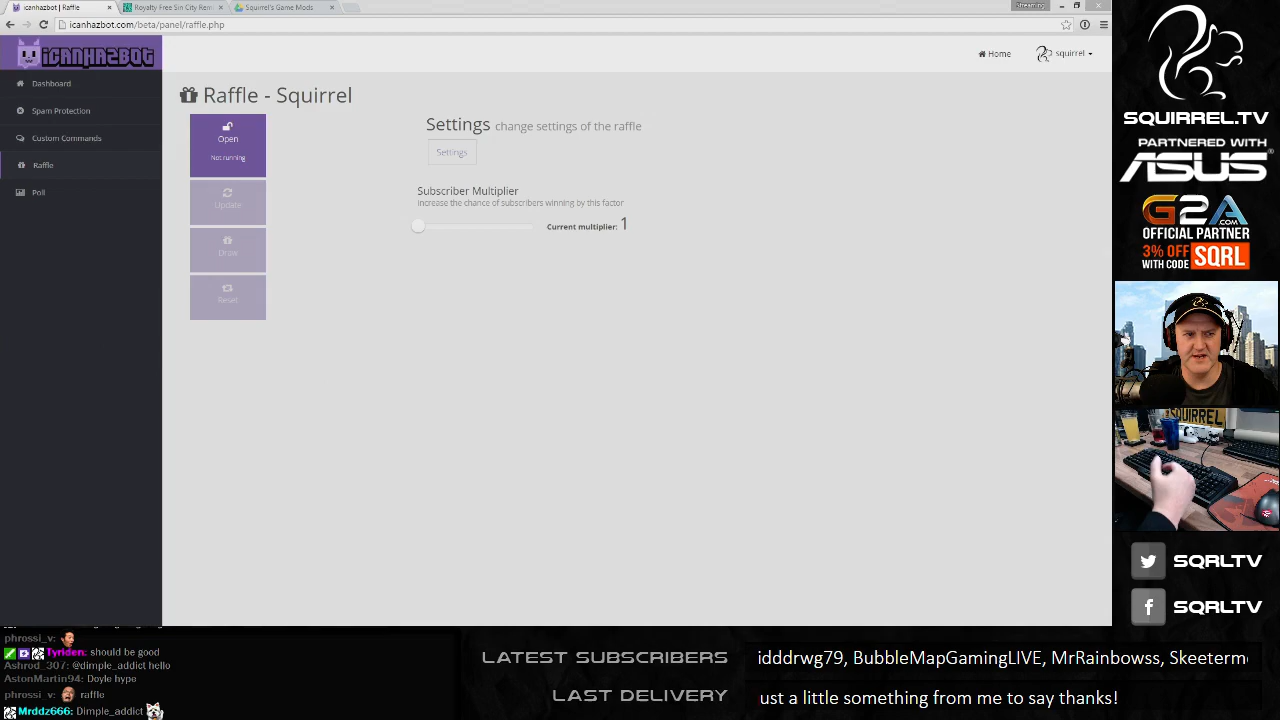 icanhazbot | Raffle
Royalty Free Sin City Rem
Squirrel's Game Mods
Streaming
icanhazbot.com/beta/panel/raffle.php
iCANHAZBOT
Home
squirrel
Dashboard
Spam Protection
Custom Commands
Raffle
Poll
Raffle - Squirrel
Open
Not running
Update
Draw
Reset
Settings change settings of the raffle
Settings
Subscriber Multiplier
Increase the chance of subscribers winning by this factor
Current multiplier: 1
SQUIRREL.TV
PARTNERED WITH
ASUS
G2A
.COM
OFFICIAL PARTNER
3% OFF
WITH CODE
SQRL
SQUIRREL
SQRLTV
SQRLTV
phrossi_v:
Tyriden: should be good
Ashrod_307: @dimple_addict hello
AstonMartin94: Doyle hype
phrossi_v: raffle
Mrddz666: Dimple_addict
LATEST SUBSCRIBERS
idddrwg79, BubbleMapGamingLIVE, MrRainbowss, Skeeterm
LAST DELIVERY
ust a little something from me to say thanks!